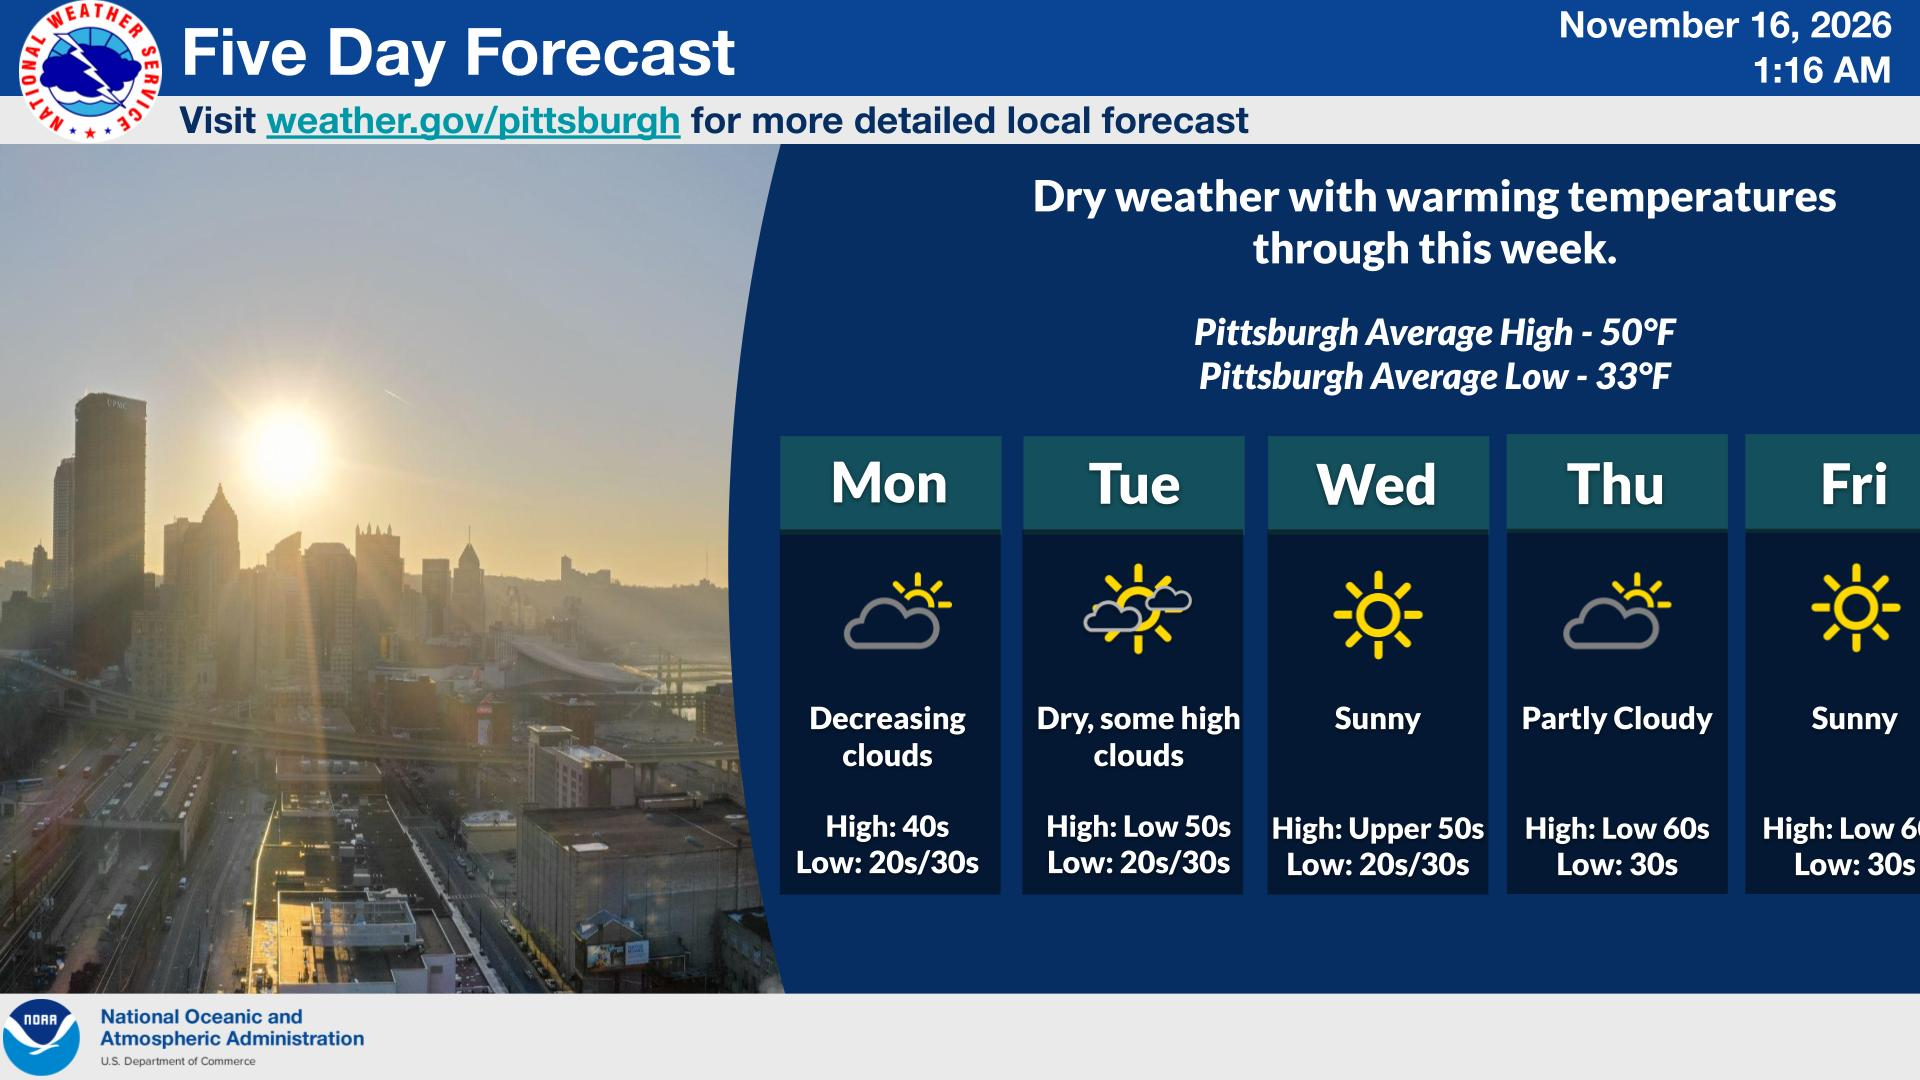 NATIONAL WEATHER SERVICE
Five Day Forecast
November 16, 2026
1:16 AM
Visit weather.gov/pittsburgh for more detailed local forecast
UPMC
Dry weather with warming temperatures
through this week.
Pittsburgh Average High - 50°F
Pittsburgh Average Low - 33°F
Mon
Decreasing
clouds
High: 40s
Low: 20s/30s
Tue
Dry, some high
clouds
High: Low 50s
Low: 20s/30s
Wed
Sunny
High: Upper 50s
Low: 20s/30s
Thu
Partly Cloudy
High: Low 60s
Low: 30s
Fri
Sunny
High: Low
Low: 30s
NOAA
National Oceanic and
Atmospheric Administration
U.S. Department of Commerce